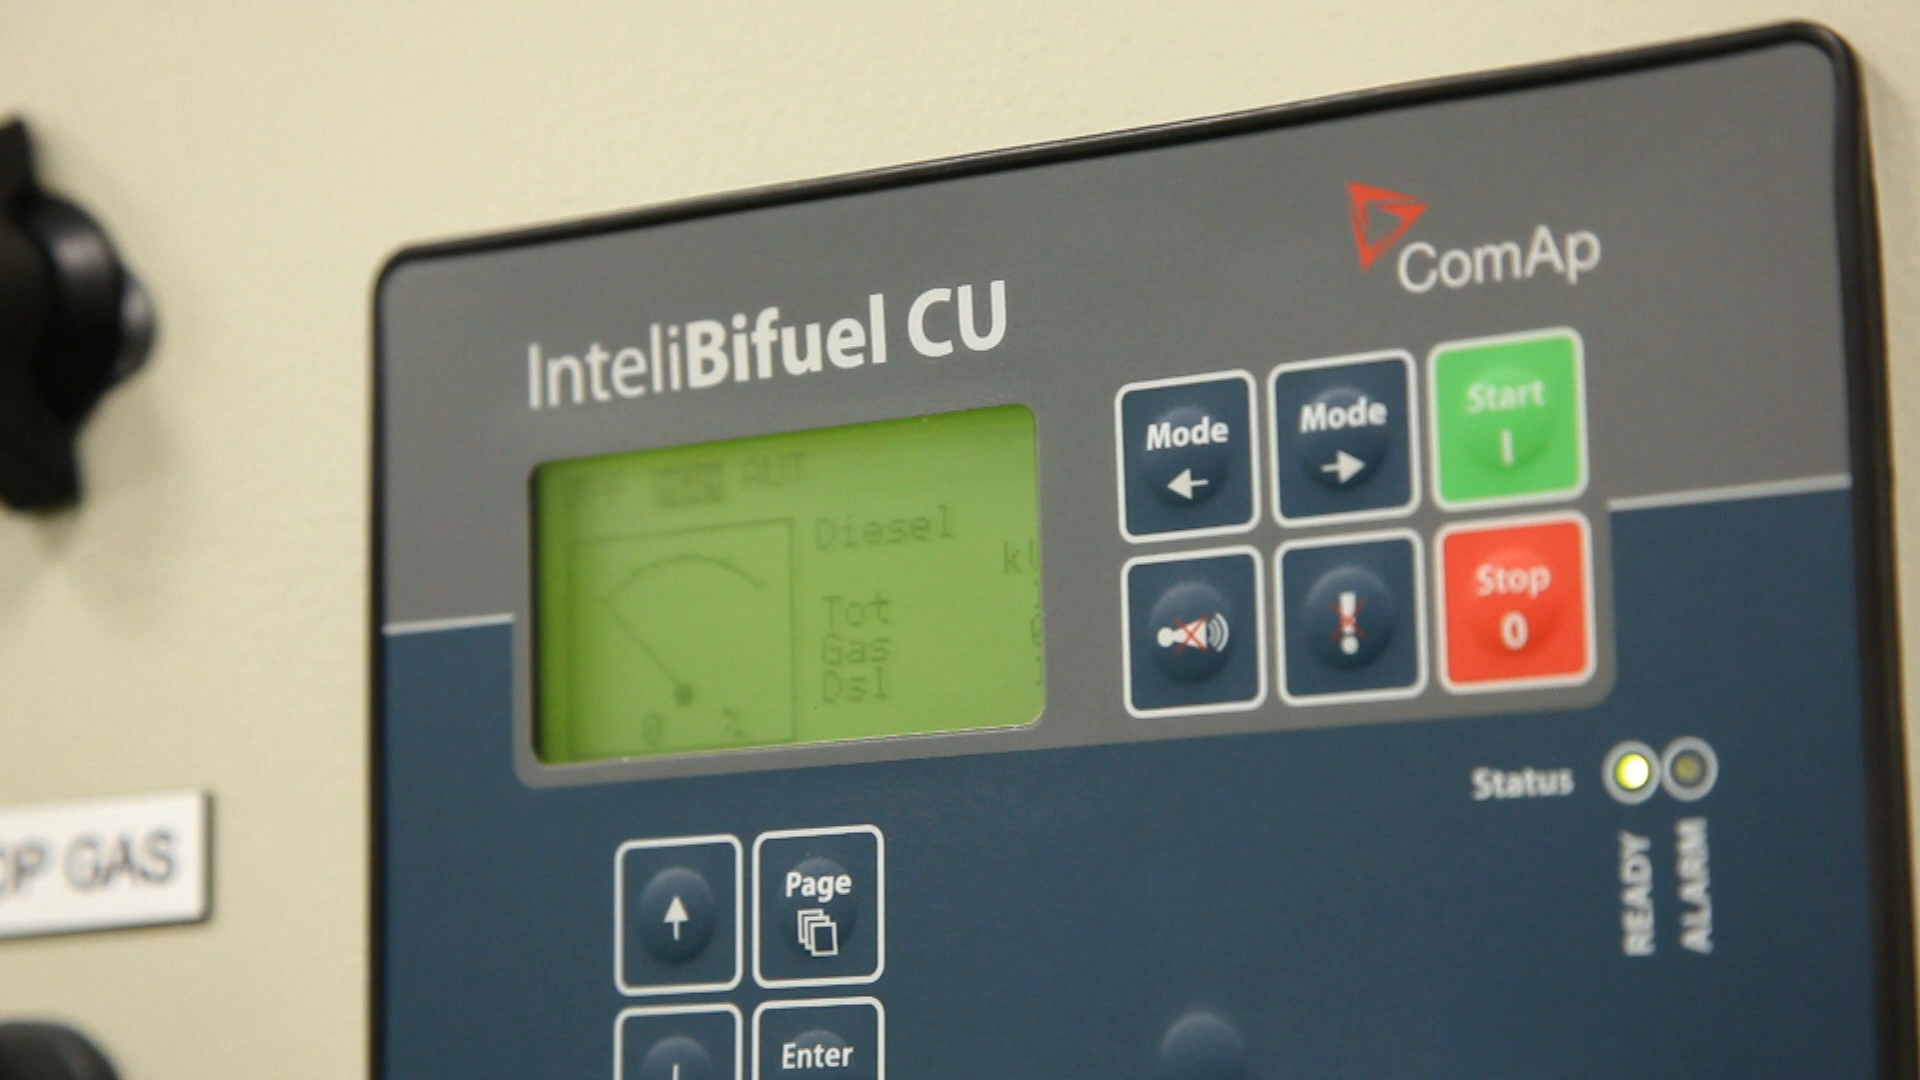 ComAp
InteliBifuel CU
Mode
Mode
Start
I
AUT
Diesel
Tot
Gas
Dsl
0 %
Stop
0
Status
READY
ALARM
GAS
Page
Enter